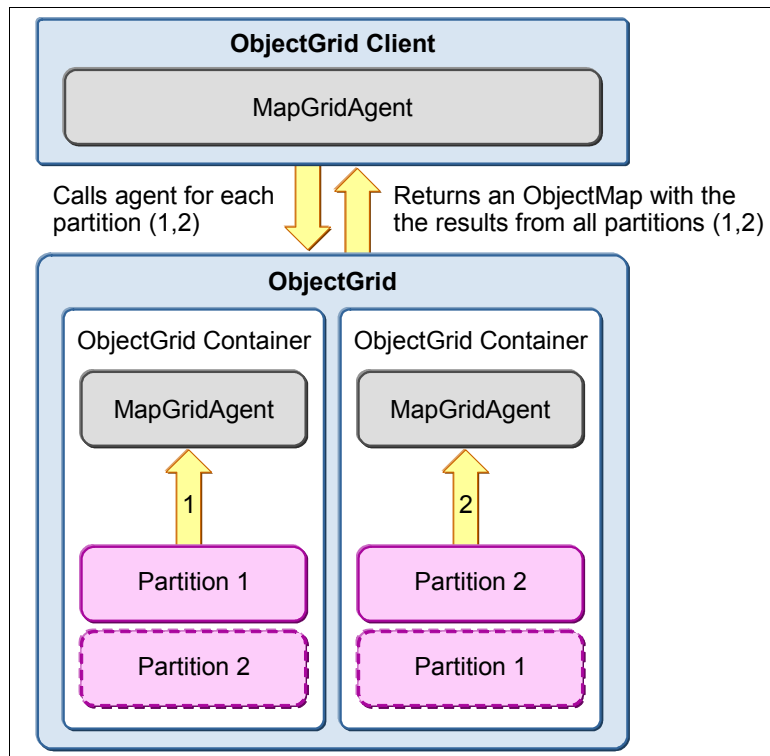 ObjectGrid Client
MapGridAgent
Calls agent for each
partition (1,2)
Returns an ObjectMap with the
the results from all partitions (1,2)
ObjectGrid
ObjectGrid Container
MapGridAgent
1
Partition 1
Partition 2
ObjectGrid Container
MapGridAgent
2
Partition 2
Partition 1